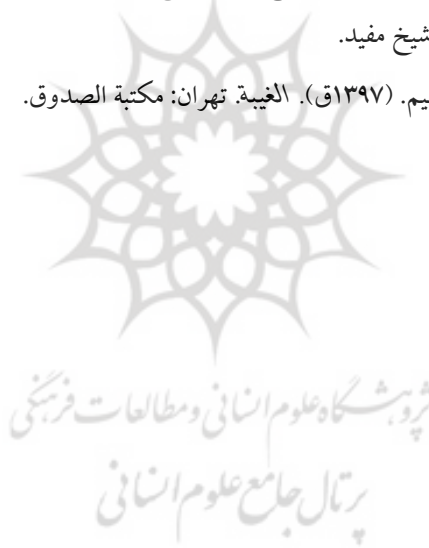 شیخ مفید.
یم. (۱۳۹۷ق). الغیبة. تهران: مکتبة الصدوق.
پژوهشگاه علوم انسانی و مطالعات فرهنگی
پرتال جامع علوم انسانی